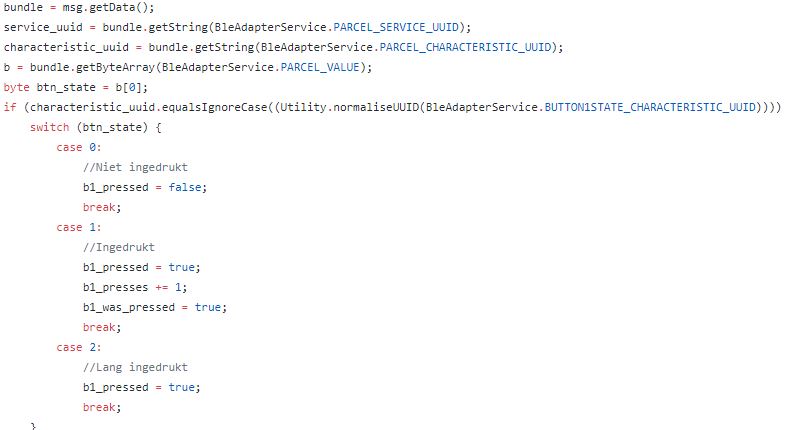 bundle = msg.getData();
service_uuid = bundle.getString(BleAdapterService.PARCEL_SERVICE_UUID);
characteristic_uuid = bundle.getString(BleAdapterService.PARCEL_CHARACTERISTIC_UUID);
b = bundle.getByteArray(BleAdapterService.PARCEL_VALUE);
byte btn_state = b[0];
if (characteristic_uuid.equalsIgnoreCase((Utility.normaliseUUID(BleAdapterService.BUTTON1STATE_CHARACTERISTIC_UUID))))
    switch (btn_state) {
        case 0:
            //Niet ingedrukt
            b1_pressed = false;
            break;
        case 1:
            //Ingedrukt
            b1_pressed = true;
            b1_presses += 1;
            b1_was_pressed = true;
            break;
        case 2:
            //Lang ingedrukt
            b1_pressed = true;
            break;
    }